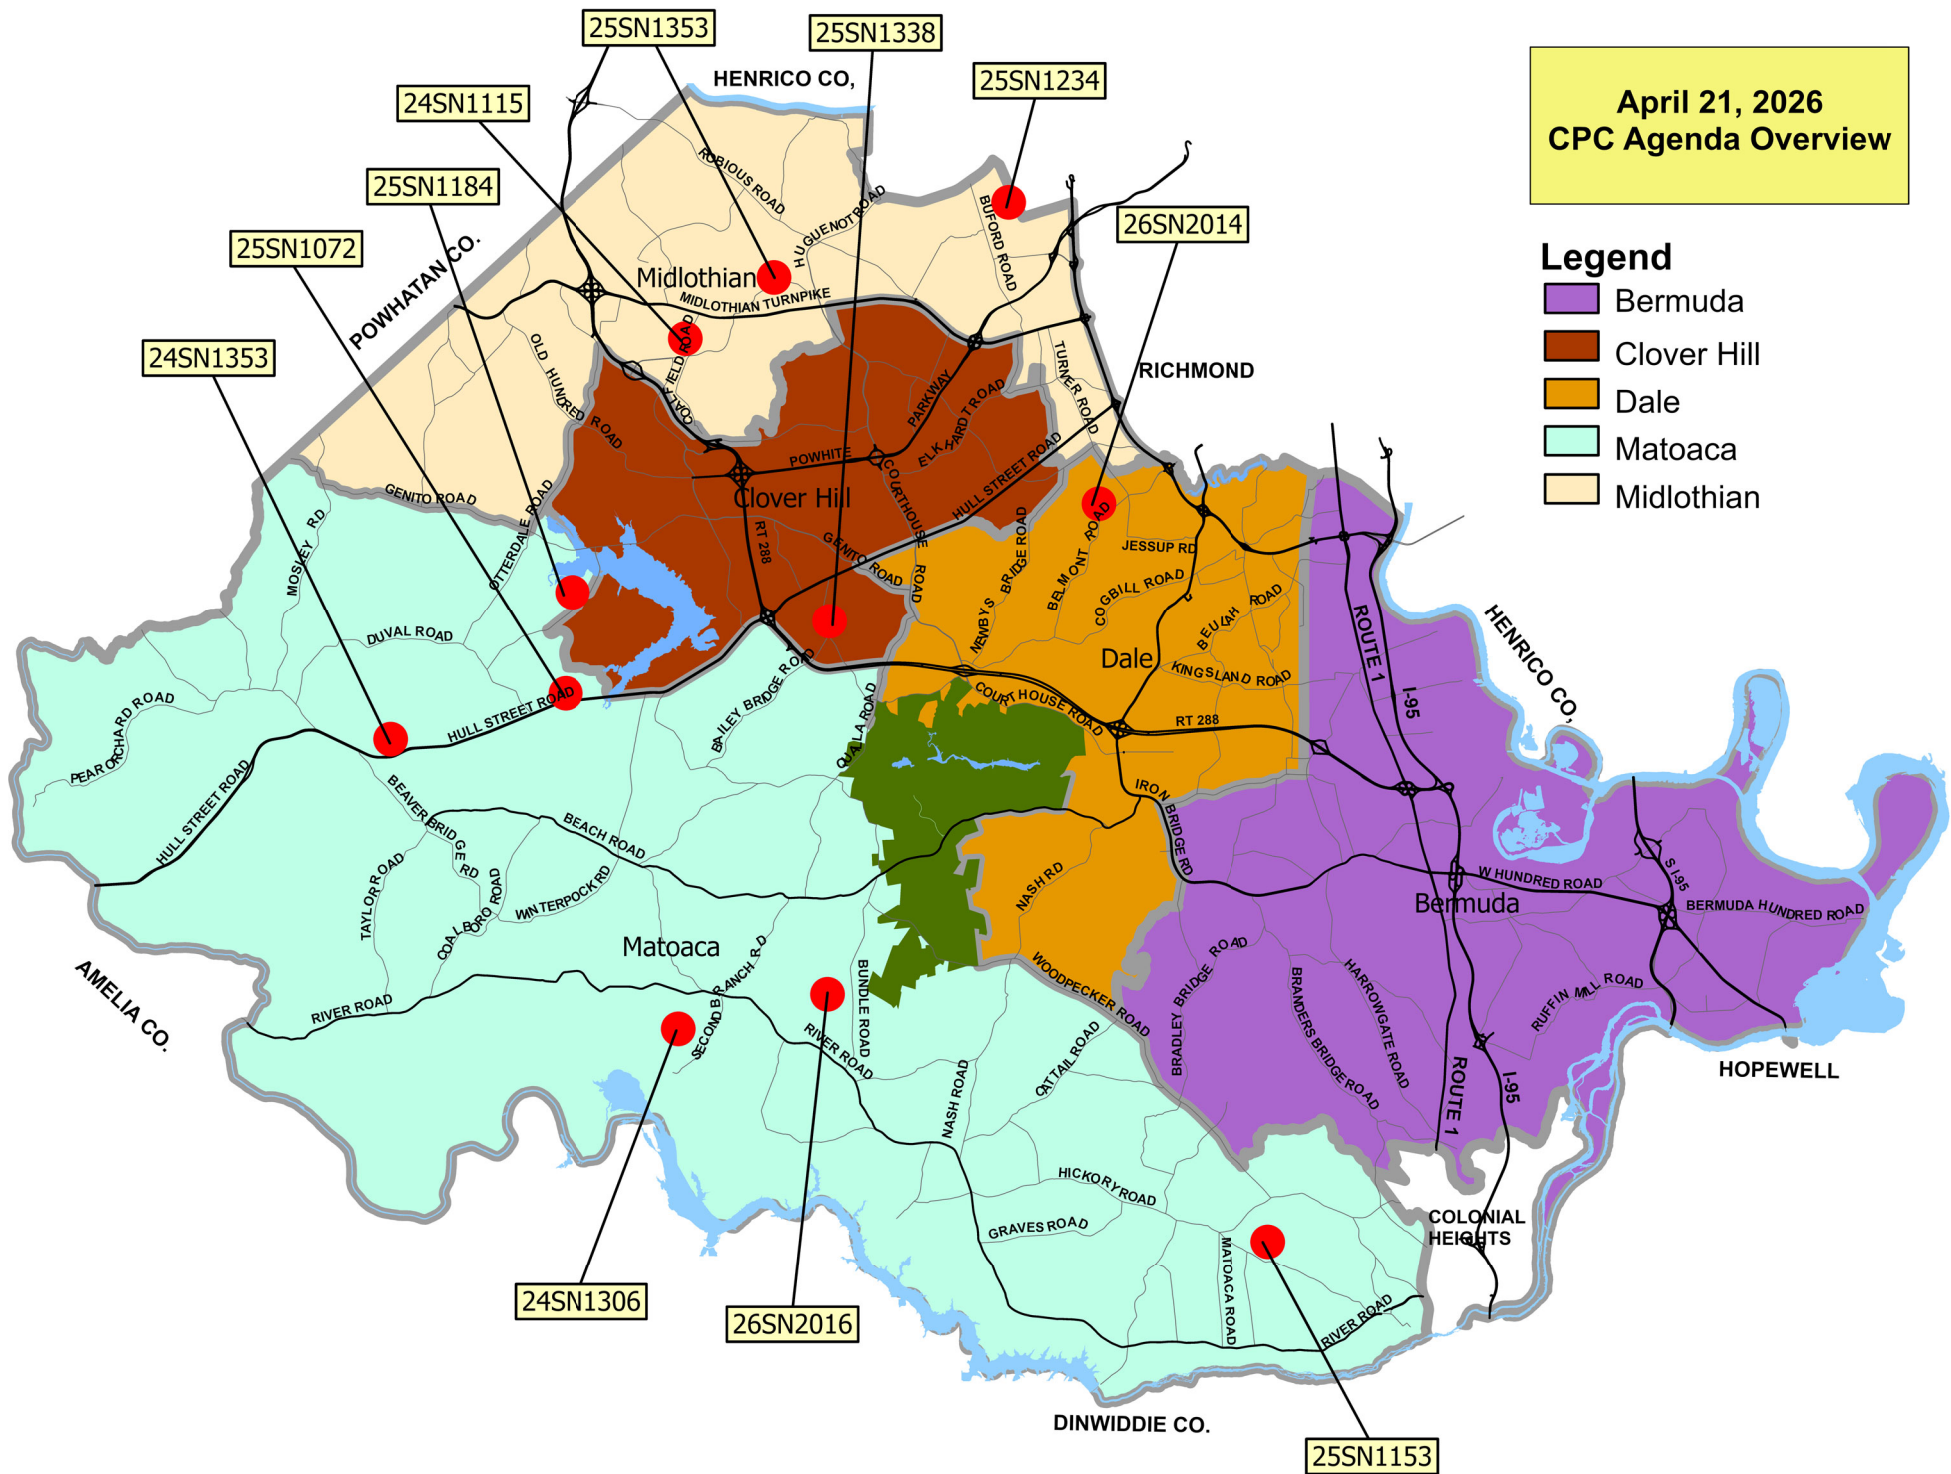 25SN1353
25SN1338
HENRICO CO,
25SN1234
24SN1115
April 21, 2026
CPC Agenda Overview
25SN1184
ROBIOUS ROAD
HUGUENOT ROAD
BUFORD ROAD
26SN2014
25SN1072
POWHATAN CO.
Legend
Midlothian
MIDLOTHIAN TURNPIKE
Bermuda
Clover Hill
Dale
Matoaca
Midlothian
24SN1353
OLD HUNDRED ROAD
COALFIELD ROAD
TURNER ROAD
RICHMOND
PARKWAY
ELKHARDT ROAD
POWHITE
COURTHOUSE ROAD
HULL STREET ROAD
Clover Hill
GENITO ROAD
MOSLEY RD
OTTERDALE ROAD
RT 288
GENITO ROAD
NEWBYS BRIDGE ROAD
BELMONT ROAD
JESSUP RD
COGBILL ROAD
BEULAH ROAD
DUVAL ROAD
Dale
KINGSLAND ROAD
ROUTE 1
I-95
HENRICO CO,
PEAR ORCHARD ROAD
HULL STREET ROAD
BAILEY BRIDGE ROAD
QUALLA ROAD
COURTHOUSE ROAD
RT 288
HULL STREET ROAD
BEAVER BRIDGE RD
BEACH ROAD
IRON BRIDGE RD
TAYLOR ROAD
COALBORO ROAD
WINTERPOCK RD
NASH RD
W HUNDRED ROAD
S I-95
Bermuda
BERMUDA HUNDRED ROAD
Matoaca
SECOND BRANCH RD
BUNDLE ROAD
WOODPECKER ROAD
BRADLEY BRIDGE ROAD
BRANDERS BRIDGE ROAD
HARROWGATE ROAD
RUFFIN MILL ROAD
AMELIA CO.
RIVER ROAD
RIVER ROAD
NASH ROAD
CATTAIL ROAD
ROUTE 1
I-95
HOPEWELL
HICKORY ROAD
GRAVES ROAD
MATOACA ROAD
COLONIAL
HEIGHTS
24SN1306
26SN2016
RIVER ROAD
DINWIDDIE CO.
25SN1153